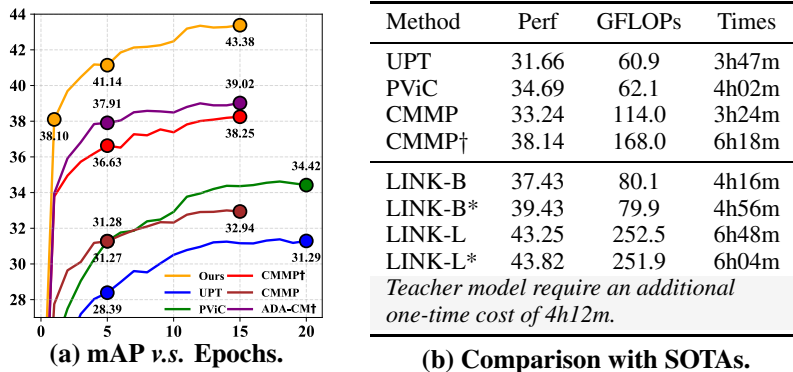 44
42
40
38
36
34
32
30
28
0
5
10
15
20
38.10
41.14
43.38
37.91
39.02
36.63
38.25
34.42
31.28
31.27
32.94
31.29
28.39
Ours
UPT
PViC
CMMP†
CMMP
ADA-CM†
(a) mAP v.s. Epochs.
Method Perf GFLOPs Times
UPT 31.66 60.9 3h47m
PViC 34.69 62.1 4h02m
CMMP 33.24 114.0 3h24m
CMMP† 38.14 168.0 6h18m
LINK-B 37.43 80.1 4h16m
LINK-B* 39.43 79.9 4h56m
LINK-L 43.25 252.5 6h48m
LINK-L* 43.82 251.9 6h04m
Teacher model require an additional
one-time cost of 4h12m.
(b) Comparison with SOTAs.